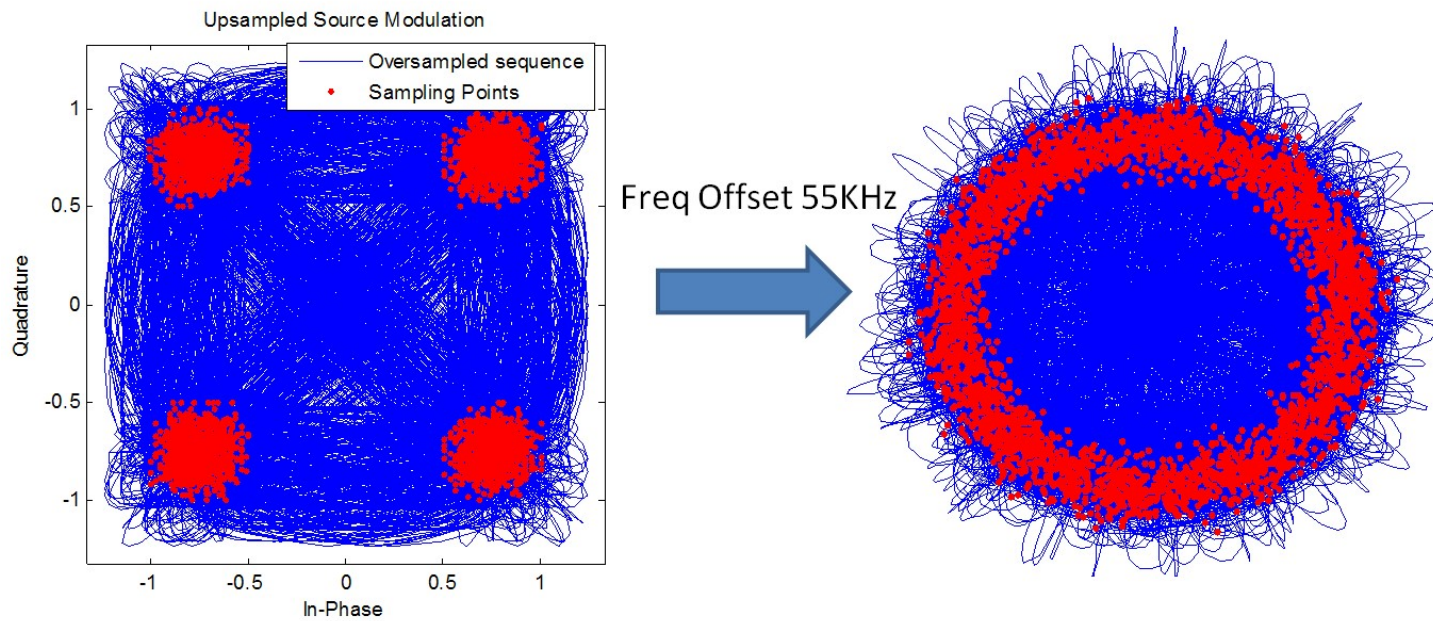 Upsampled Source Modulation
Oversampled sequence
Sampling Points
1
0.5
0
-0.5
-1
Quadrature
-1
-0.5
0
0.5
1
In-Phase
Freq Offset 55KHz